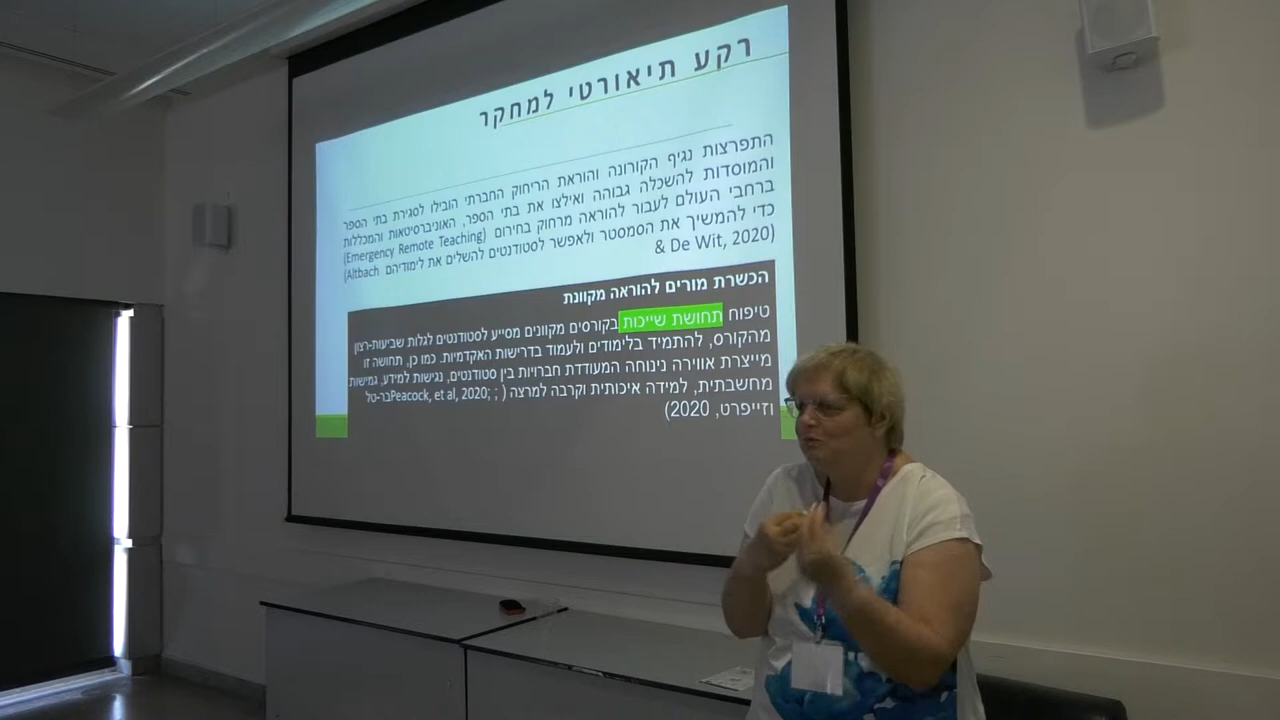 רקע תיאורטי למחקר
התפרצות נגיף הקורונה והוראת הריחוק החברתי הובילו לסגירת בתי הספר
והמוסדות להשכלה גבוהה ואילצו את בתי הספר, האוניברסיטאות והמכללות
ברחבי העולם לעבור להוראה מרחוק בחירום (Emergency Remote Teaching)
כדי להמשיך את הסמסטר ולאפשר לסטודנטים להשלים את לימודיהם (Altbach
& De Wit, 2020)
הכשרת מורים להוראה מקוונת
טיפוח תחושת שייכות בקורסים מקוונים מסייע לסטודנטים לגלות שביעות-רצון
מהקורס, להתמיד בלימודים ולעמוד בדרישות האקדמיות. כמו כן, תחושה זו
מייצרת אווירה נינוחה המעודדת חברויות בין סטודנטים, נגישות למידע, גמישות
מחשבתית, למידה איכותית וקרבה למרצה ( ; Peacock, et al, 2020;בר-טל
וזייפרט, 2020)